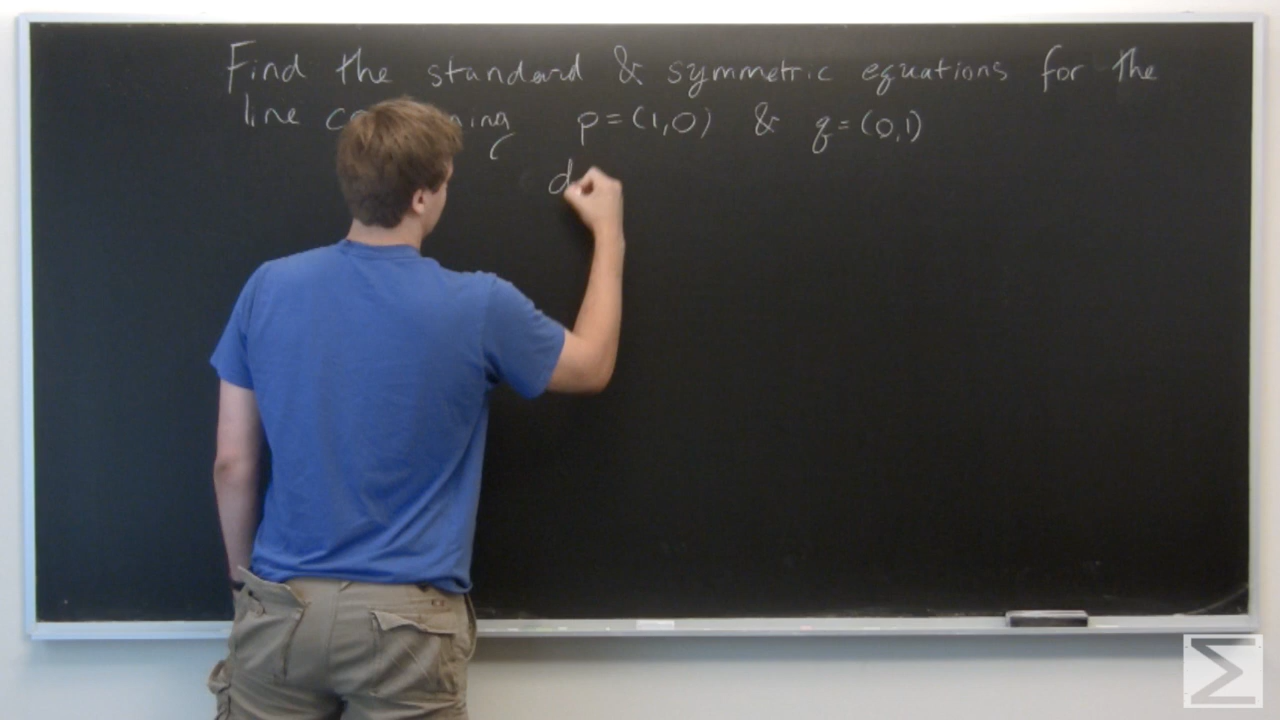 Find the standard & symmetric equations for the
line p=(1,0) & q=(0,1)
d
Σ